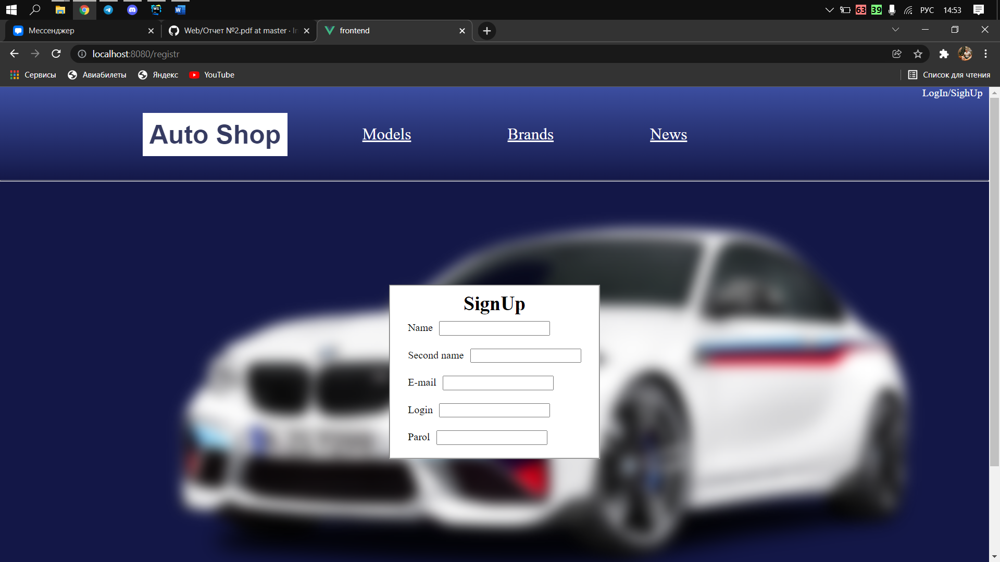 63 39 РУС 14:53
Мессенджер
Web/Отчет №2.pdf at master · In
frontend
localhost:8080/registr
Сервисы
Авиабилеты
Яндекс
YouTube
Список для чтения
LogIn/SighUp
Auto Shop
Models
Brands
News
SignUp
Name
Second name
E-mail
Login
Parol